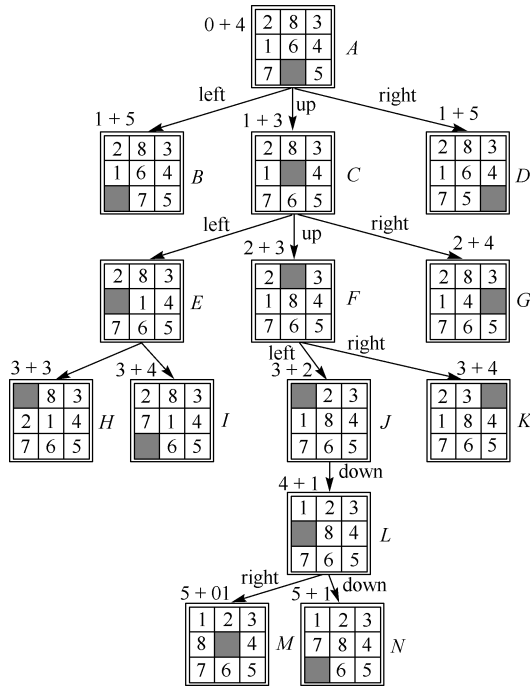 0 + 4
2 8 3
1 6 4
7 5
A
left
up
right
1 + 5
1 + 3
1 + 5
2 8 3
1 6 4
7 5
B
2 8 3
1 4
7 6 5
C
2 8 3
1 6 4
7 5
D
left
up
right
2 + 3
2 + 4
2 8 3
1 4
7 6 5
E
2 3
1 8 4
7 6 5
F
2 8 3
1 4
7 6 5
G
left
right
3 + 3
3 + 4
3 + 2
3 + 4
8 3
2 1 4
7 6 5
H
2 8 3
7 1 4
6 5
I
2 3
1 8 4
7 6 5
J
2 3
1 8 4
7 6 5
K
down
4 + 1
1 2 3
8 4
7 6 5
L
right
down
5 + 01
5 + 1
1 2 3
8 4
7 6 5
M
1 2 3
7 8 4
6 5
N